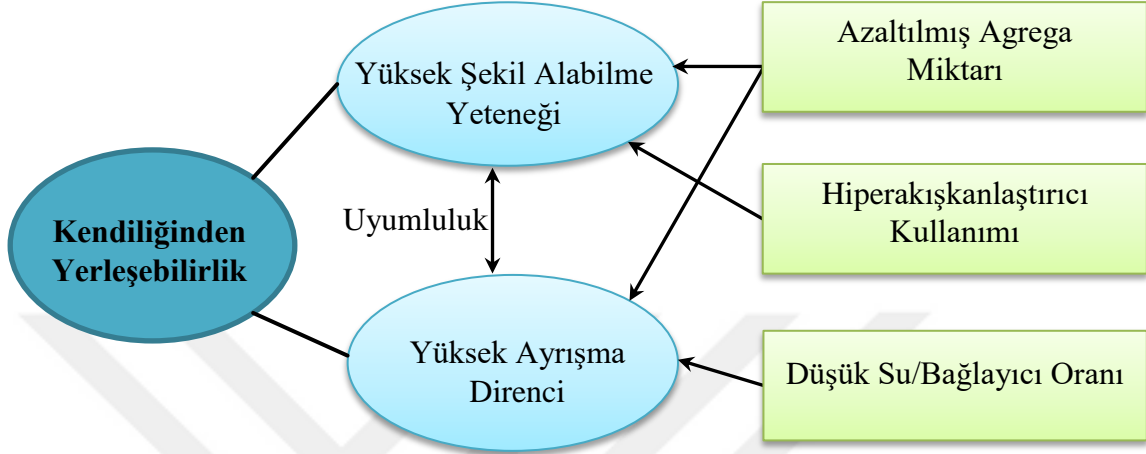 Yüksek Şekil Alabilme
Yeteneği
Azaltılmış Agrega
Miktarı
Uyumluluk
Hiperakışkanlaştırıcı
Kullanımı
Kendiliğinden
Yerleşebilirlik
Yüksek Ayrışma
Direnci
Düşük Su/Bağlayıcı Oranı